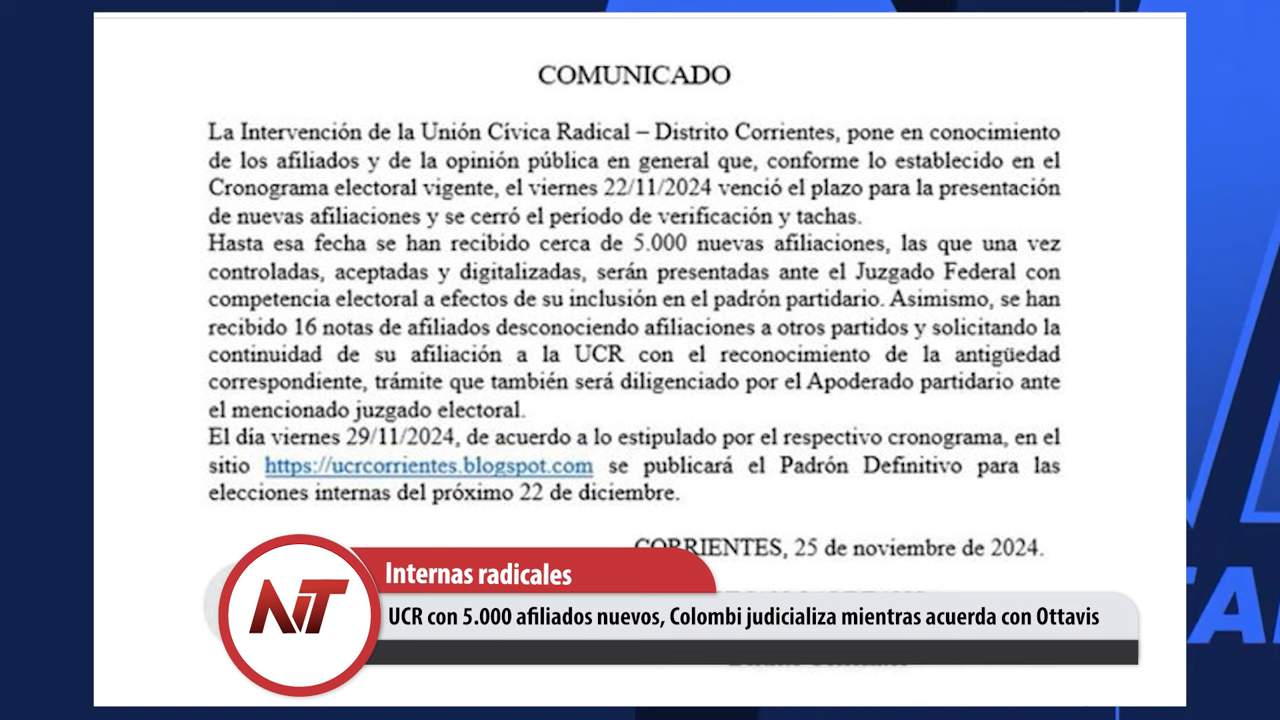 COMUNICADO
La Intervención de la Unión Cívica Radical – Distrito Corrientes, pone en conocimiento
de los afiliados y de la opinión pública en general que, conforme lo establecido en el
Cronograma electoral vigente, el viernes 22/11/2024 venció el plazo para la presentación
de nuevas afiliaciones y se cerró el período de verificación y tachas.
Hasta esa fecha se han recibido cerca de 5.000 nuevas afiliaciones, las que una vez
controladas, aceptadas y digitalizadas, serán presentadas ante el Juzgado Federal con
competencia electoral a efectos de su inclusión en el padrón partidario. Asimismo, se han
recibido 16 notas de afiliados desconociendo afiliaciones a otros partidos y solicitando la
continuidad de su afiliación a la UCR con el reconocimiento de la antigüedad
correspondiente, trámite que también será diligenciado por el Apoderado partidario ante
el mencionado juzgado electoral.
El día viernes 29/11/2024, de acuerdo a lo estipulado por el respectivo cronograma, en el
sitio https://ucrcorrientes.blogspot.com se publicará el Padrón Definitivo para las
elecciones internas del próximo 22 de diciembre.
CORRIENTES, 25 de noviembre de 2024.
Internas radicales
NT
UCR con 5.000 afiliados nuevos, Colombi judicializa mientras acuerda con Ottavis
TA